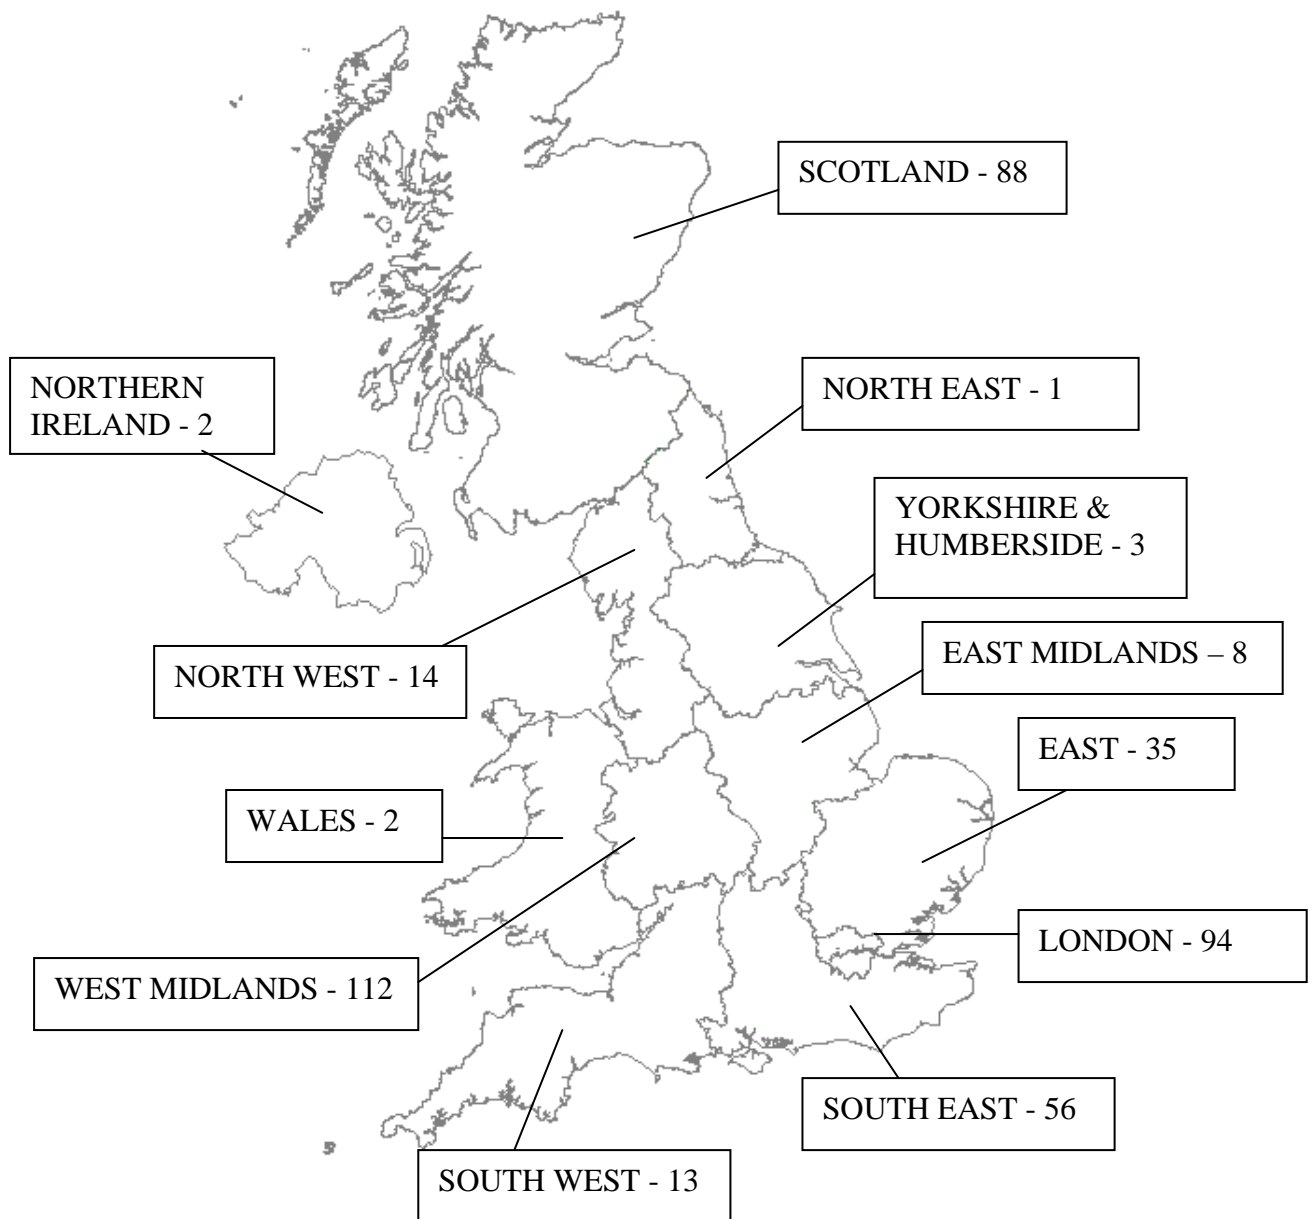 SCOTLAND - 88
NORTHERN
IRELAND - 2
NORTH EAST - 1
YORKSHIRE &
HUMBERSIDE - 3
NORTH WEST - 14
EAST MIDLANDS – 8
EAST - 35
WALES - 2
LONDON - 94
WEST MIDLANDS - 112
SOUTH EAST - 56
SOUTH WEST - 13